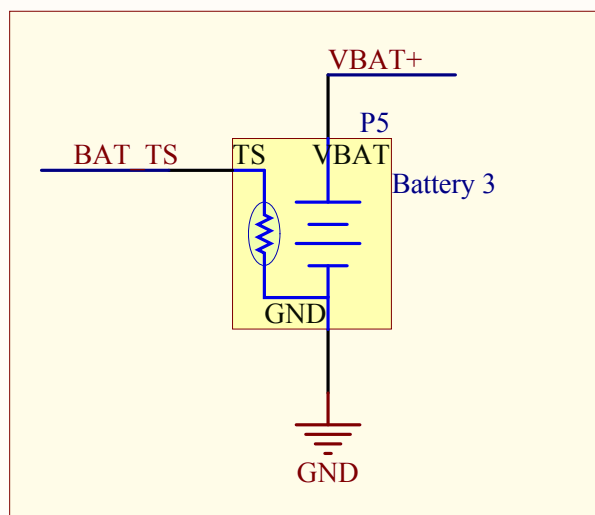 VBAT+
P5
BAT_TS
TS
VBAT
Battery 3
GND
GND